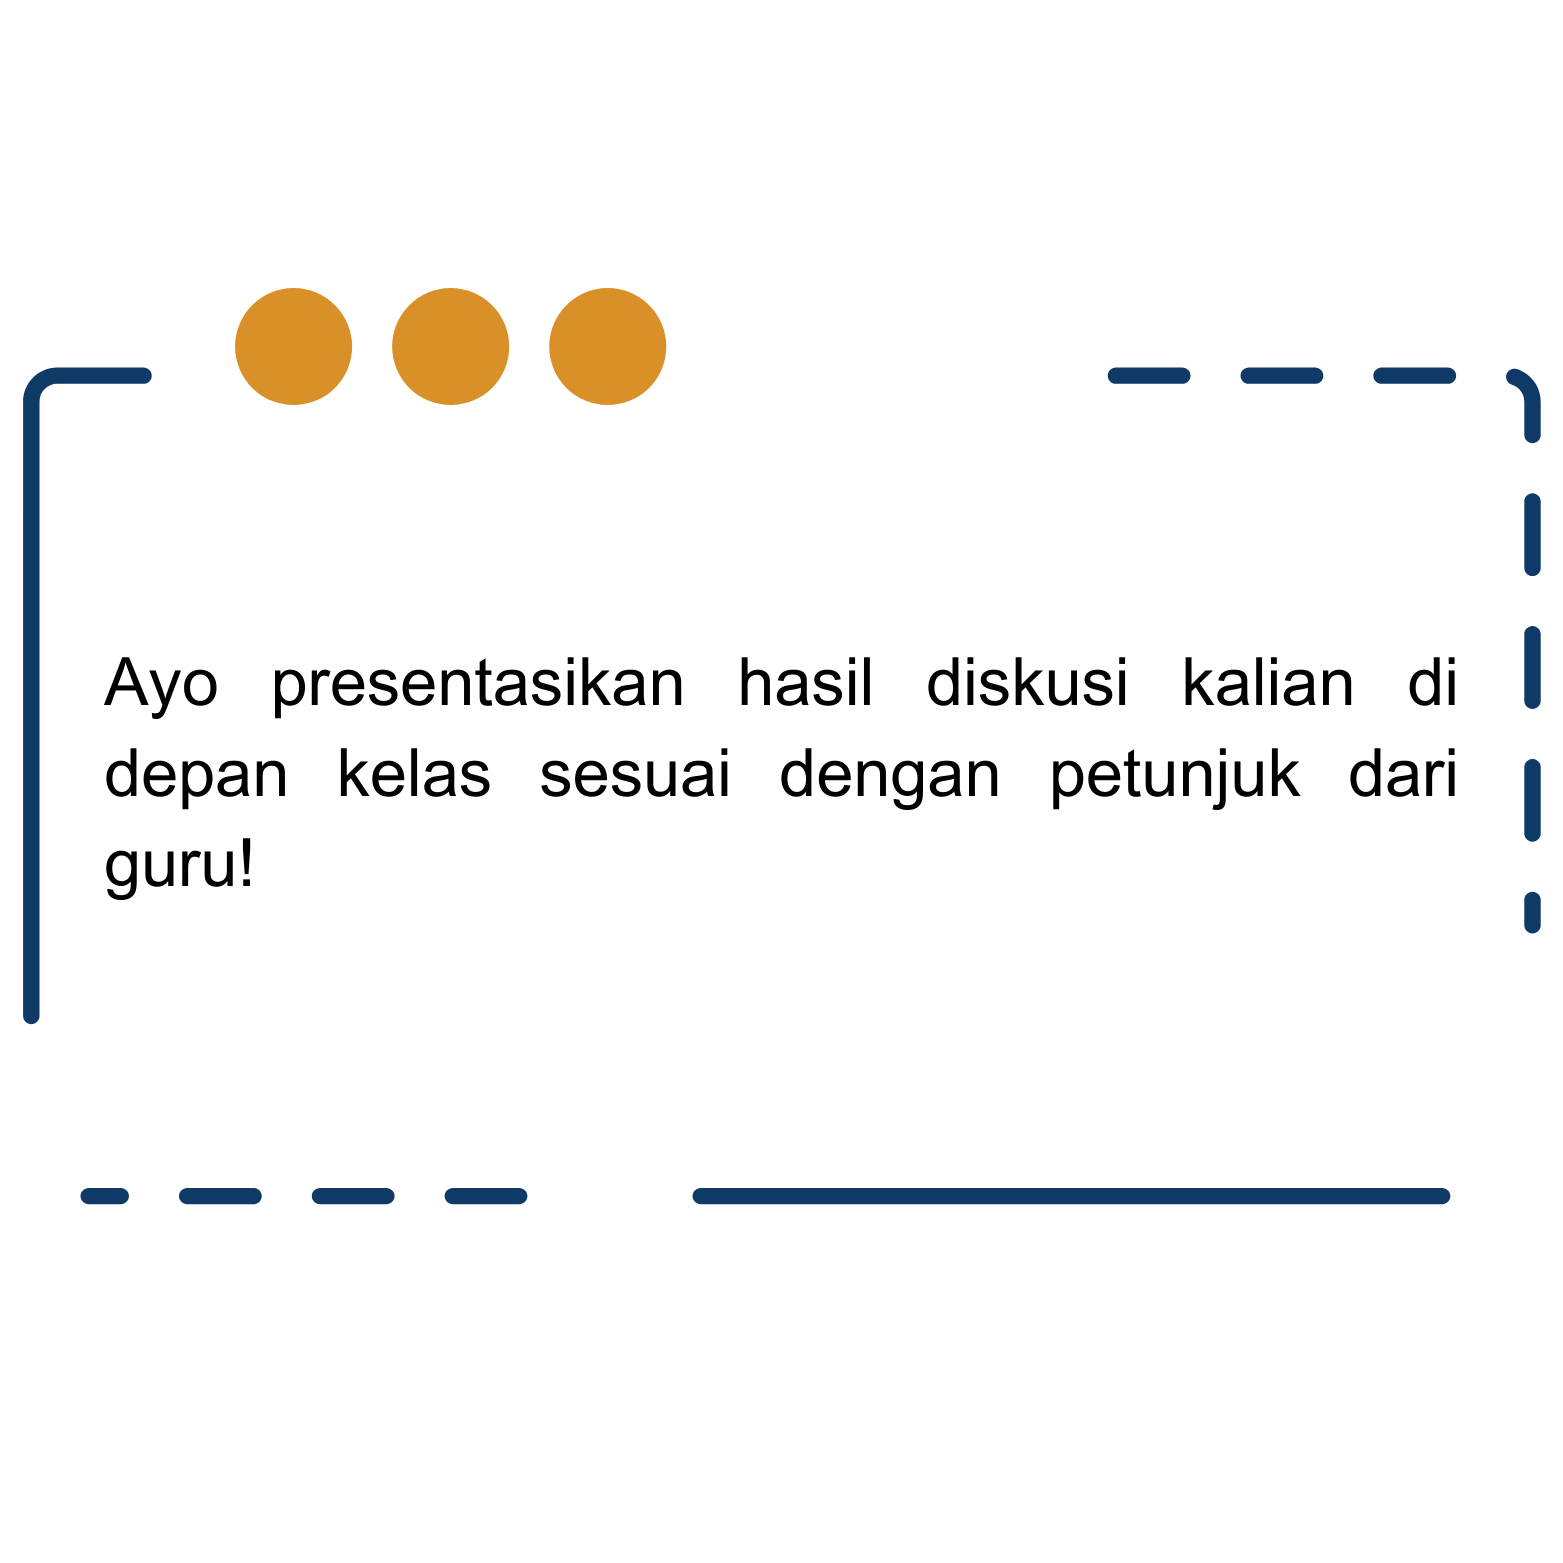 Ayo presentasikan hasil diskusi kalian di
depan kelas sesuai dengan petunjuk dari
guru!